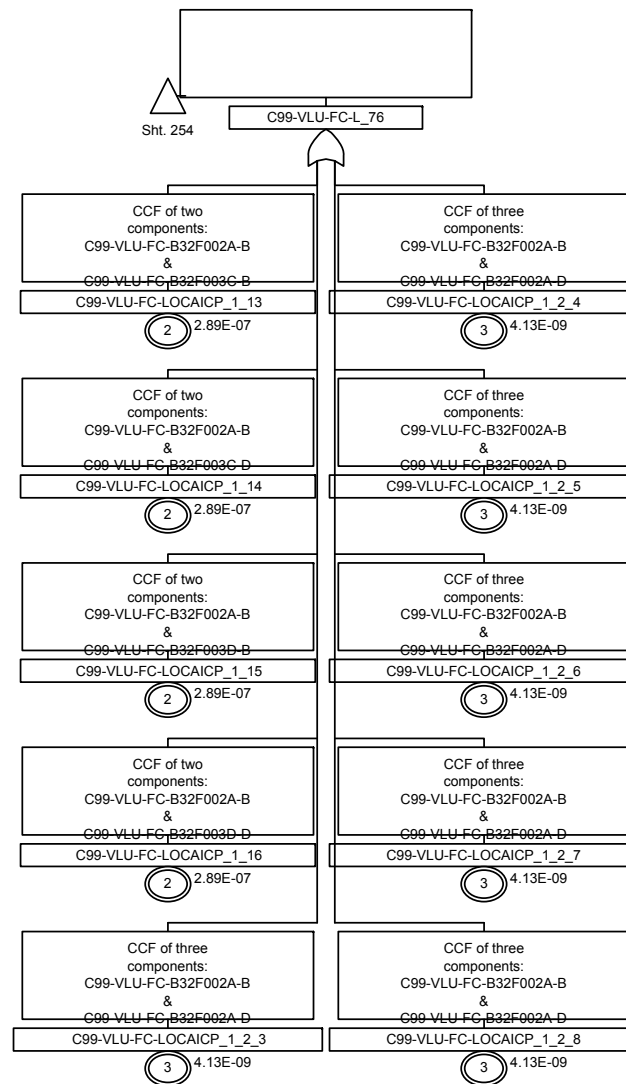 Sht. 254
C99-VLU-FC-L_76
CCF of two
components:
C99-VLU-FC-B32F002A-B
&
C99-VLU-FC-B32F003C-B
C99-VLU-FC-LOCAICP_1_13
2
2.89E-07
CCF of three
components:
C99-VLU-FC-B32F002A-B
&
C99-VLU-FC-B32F002A-D
C99-VLU-FC-LOCAICP_1_2_4
3
4.13E-09
CCF of two
components:
C99-VLU-FC-B32F002A-B
&
C99-VLU-FC-B32F003C-D
C99-VLU-FC-LOCAICP_1_14
2
2.89E-07
CCF of three
components:
C99-VLU-FC-B32F002A-B
&
C99-VLU-FC-B32F002A-D
C99-VLU-FC-LOCAICP_1_2_5
3
4.13E-09
CCF of two
components:
C99-VLU-FC-B32F002A-B
&
C99-VLU-FC-B32F003D-B
C99-VLU-FC-LOCAICP_1_15
2
2.89E-07
CCF of three
components:
C99-VLU-FC-B32F002A-B
&
C99-VLU-FC-B32F002A-D
C99-VLU-FC-LOCAICP_1_2_6
3
4.13E-09
CCF of two
components:
C99-VLU-FC-B32F002A-B
&
C99-VLU-FC-B32F003D-D
C99-VLU-FC-LOCAICP_1_16
2
2.89E-07
CCF of three
components:
C99-VLU-FC-B32F002A-B
&
C99-VLU-FC-B32F002A-D
C99-VLU-FC-LOCAICP_1_2_7
3
4.13E-09
CCF of three
components:
C99-VLU-FC-B32F002A-B
&
C99-VLU-FC-B32F002A-D
C99-VLU-FC-LOCAICP_1_2_3
3
4.13E-09
CCF of three
components:
C99-VLU-FC-B32F002A-B
&
C99-VLU-FC-B32F002A-D
C99-VLU-FC-LOCAICP_1_2_8
3
4.13E-09